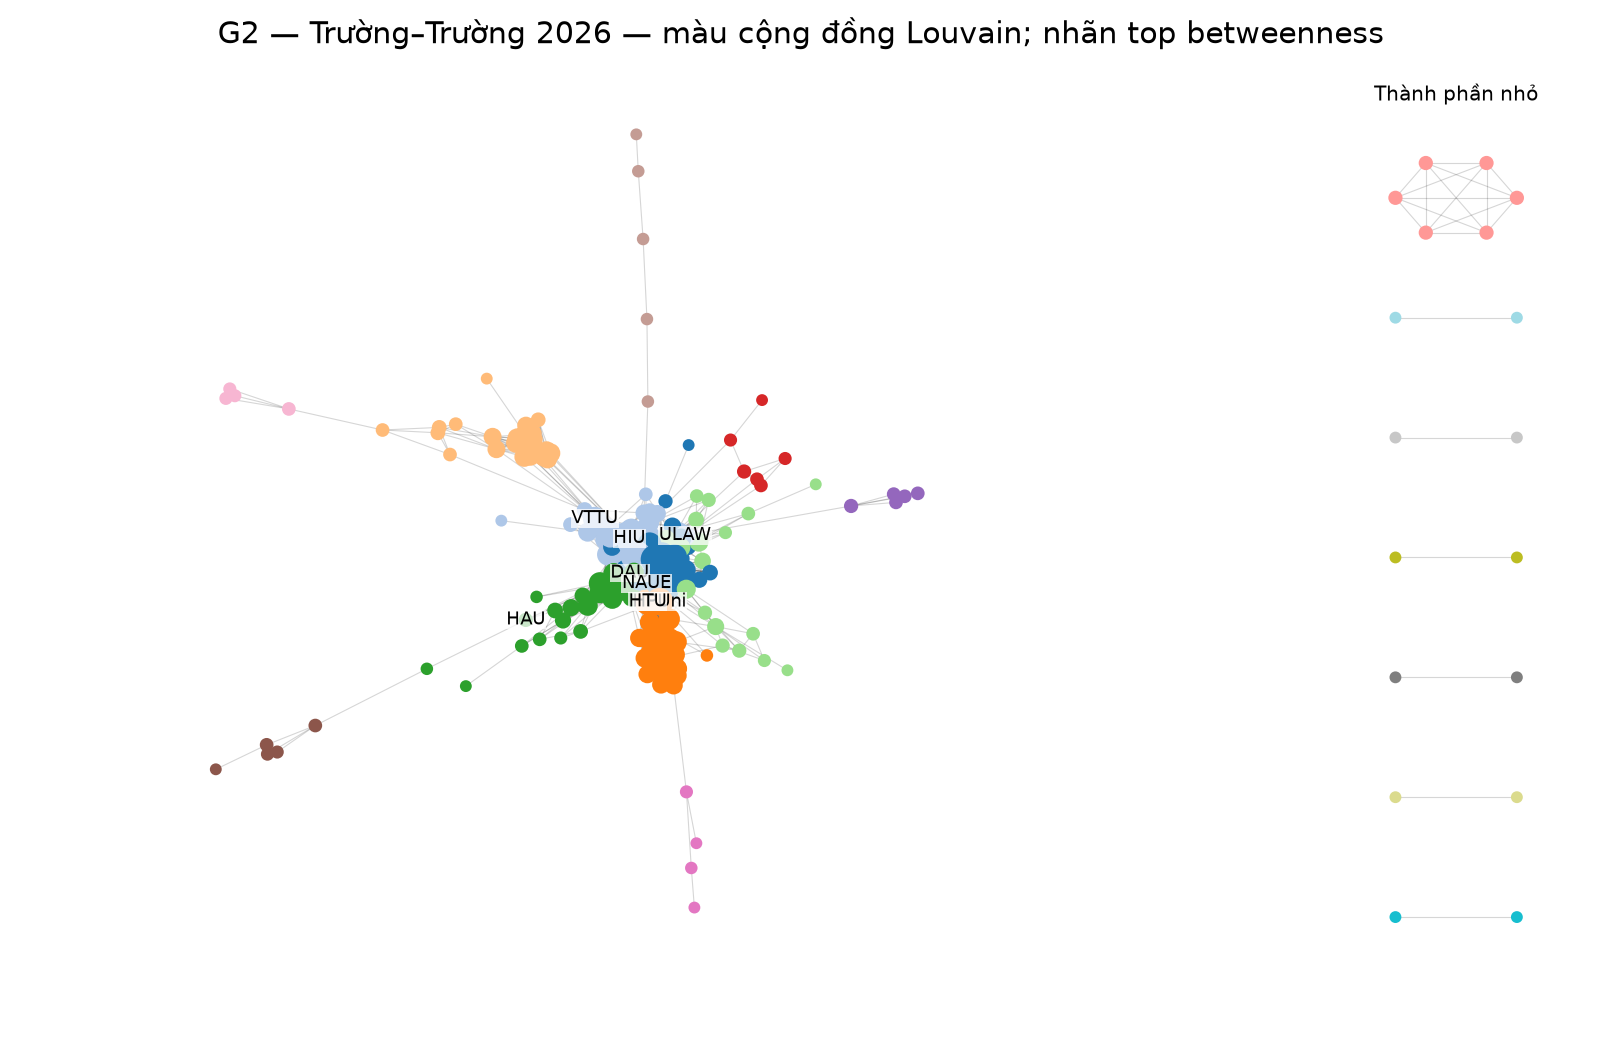 G2 — Trường–Trường 2026 — màu cộng đồng Louvain; nhãn top betweenness
Thành phần nhỏ
VTTU
HIU
ULAW
DAU
NAUE
HTU
HAU